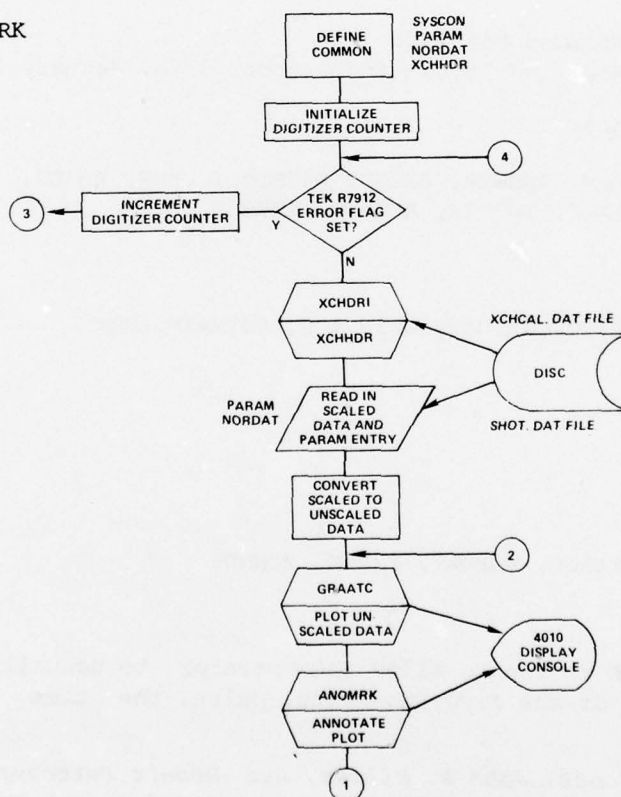 RK
DEFINE
COMMON
SYSCON
PARAM
NORDAT
XCHHDR
INITIALIZE
DIGITIZER COUNTER
4
3
INCREMENT
DIGITIZER COUNTER
Y
TEK R7912
ERROR FLAG
SET?
N
XCHDRI
XCHHDR
XCHCAL. DAT FILE
DISC
SHOT. DAT FILE
PARAM
NORDAT
READ IN
SCALED
DATA AND
PARAM ENTRY
CONVERT
SCALED TO
UNSCALED
DATA
2
GRAATC
PLOT UN
SCALED DATA
4010
DISPLAY
CONSOLE
ANOMRK
ANNOTATE
PLOT
1